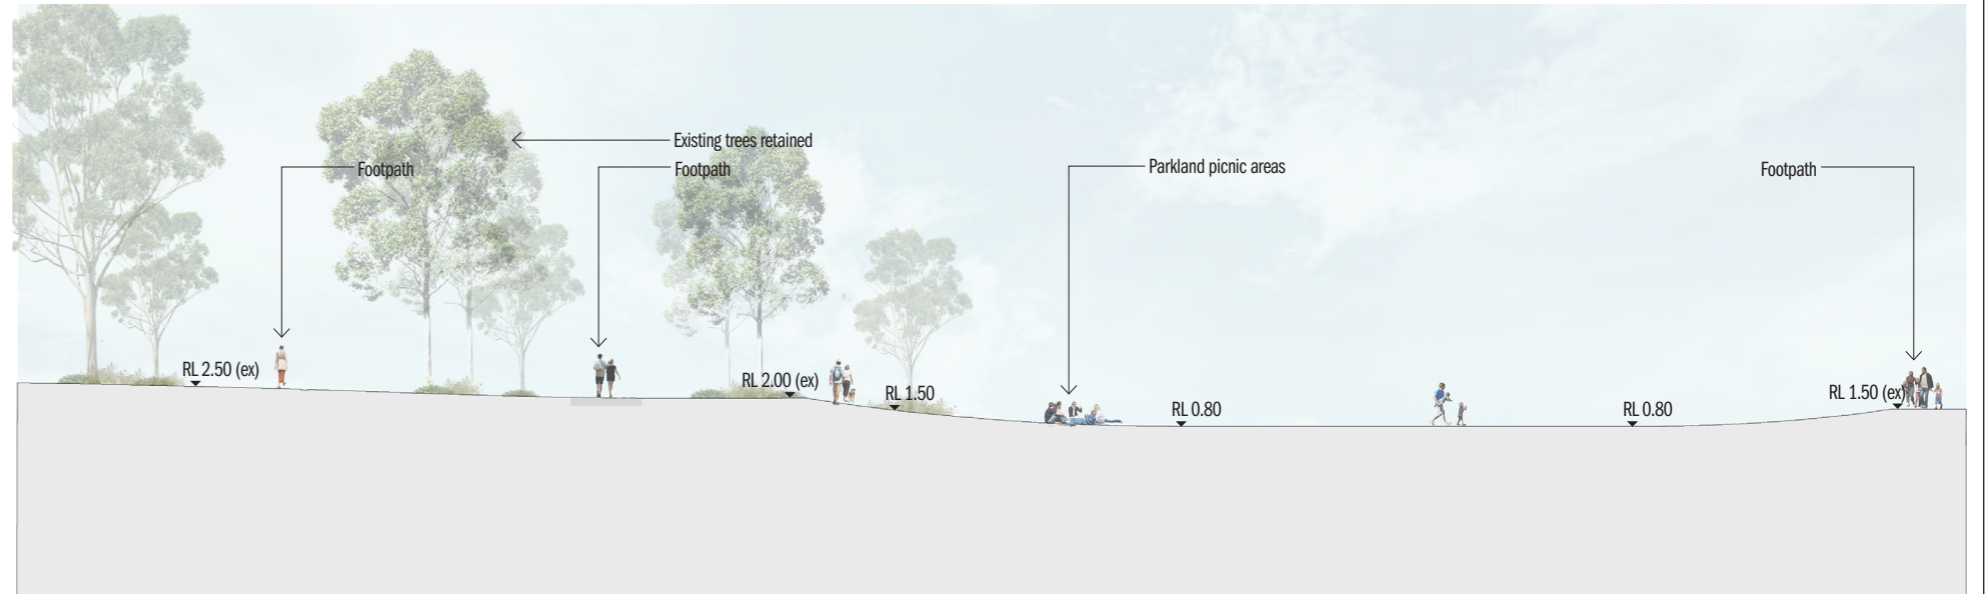 Existing trees retained
Footpath
Footpath
Parkland picnic areas
Footpath
RL 2.50 (ex)
RL 2.00 (ex)
RL 1.50
RL 0.80
RL 0.80
RL 1.50 (ex)